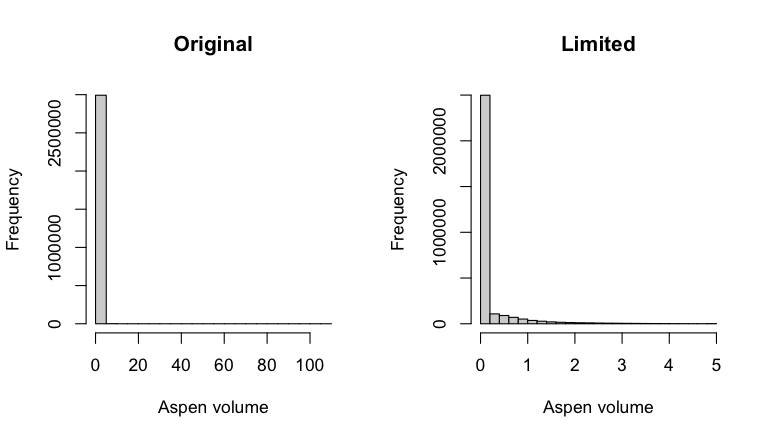 Original
Frequency
0
1000000
2500000
0 20 40 60 80 100
Aspen volume
Limited
Frequency
0
1000000
2000000
0 1 2 3 4 5
Aspen volume